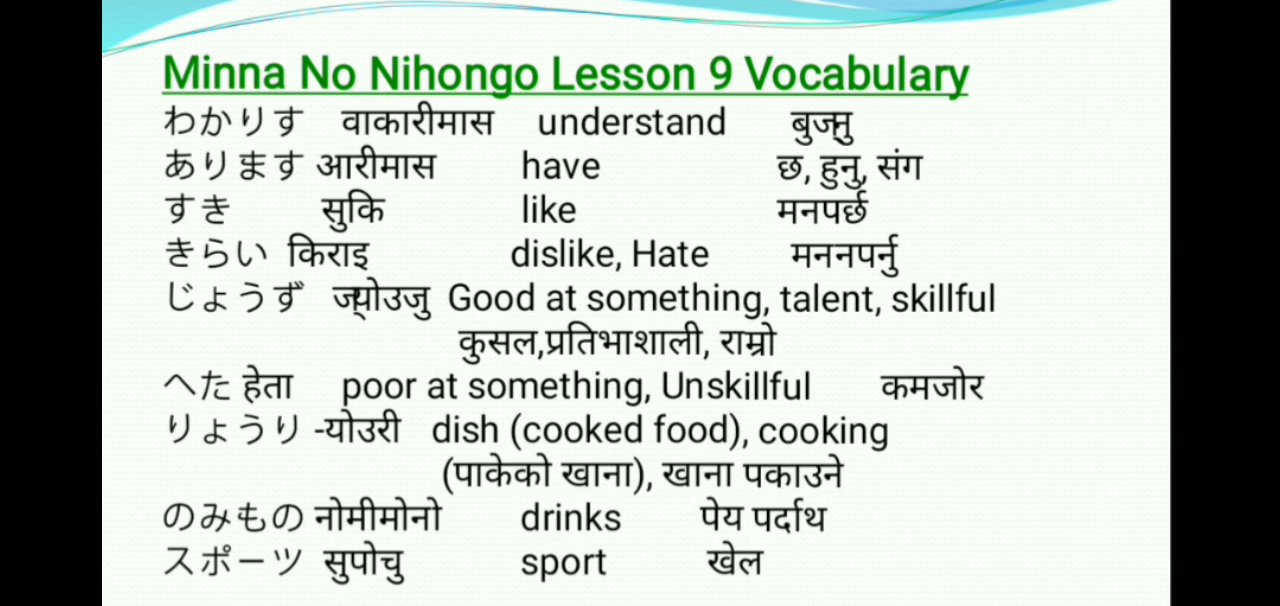 Minna No Nihongo Lesson 9 Vocabulary
わかりす वाकारीमास understand बुज्नु
あります आरीमास have छ, हुनु, संग
すき सुकि like मनपर्छ
きらい किराइ dislike, Hate मननपर्नु
じょうず ज्योउजु Good at something, talent, skillful
कुसल,प्रतिभाशाली, राम्रो
へた हेता poor at something, Unskillful कमजोर
りょうり -योउरी dish (cooked food), cooking
(पाकेको खाना), खाना पकाउने
のみもの नोमीमोनो drinks पेय पर्दाथ
スポーツ सुपोचु sport खेल